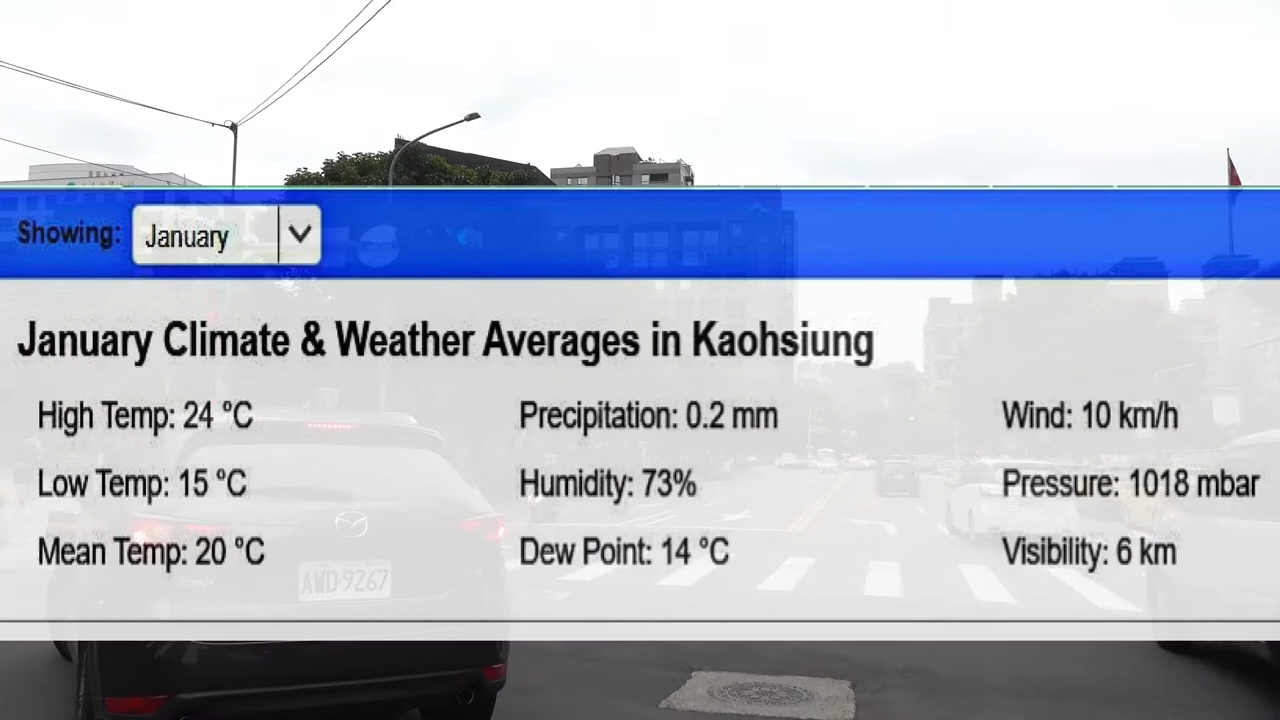 Showing: January
January Climate & Weather Averages in Kaohsiung
High Temp: 24 °C
Precipitation: 0.2 mm
Wind: 10 km/h
Low Temp: 15 °C
Humidity: 73%
Pressure: 1018 mbar
Mean Temp: 20 °C
Dew Point: 14 °C
Visibility: 6 km
AWD·9267